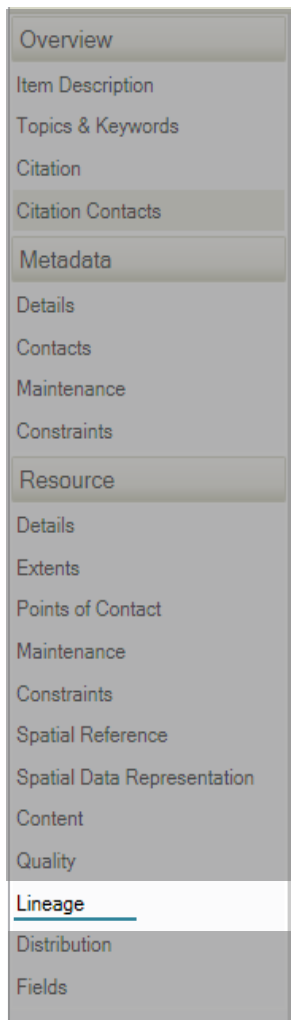 Overview
Item Description
Topics & Keywords
Citation
Citation Contacts
Metadata
Details
Contacts
Maintenance
Constraints
Resource
Details
Extents
Points of Contact
Maintenance
Constraints
Spatial Reference
Spatial Data Representation
Content
Quality
Lineage
Distribution
Fields